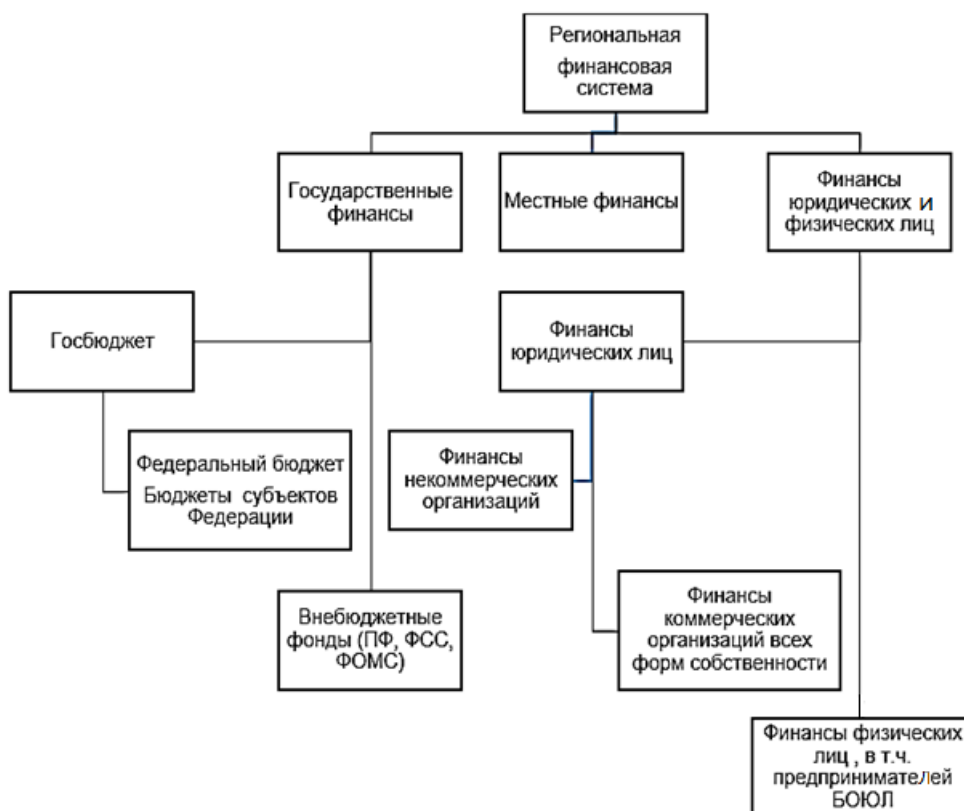 Региональная
финансовая
система
Государственные
финансы
Местные финансы
Финансы
юридических и
физических лиц
Госбюджет
Финансы
юридических лиц
Федеральный бюджет
Бюджеты субъектов
Федерации
Финансы
некоммерческих
организаций
Внебюджетные
фонды (ПФ, ФСС,
ФОМС)
Финансы
коммерческих
организаций всех
форм собственности
Финансы физических
лиц , в т.ч.
предпринимателей
БОЮЛ